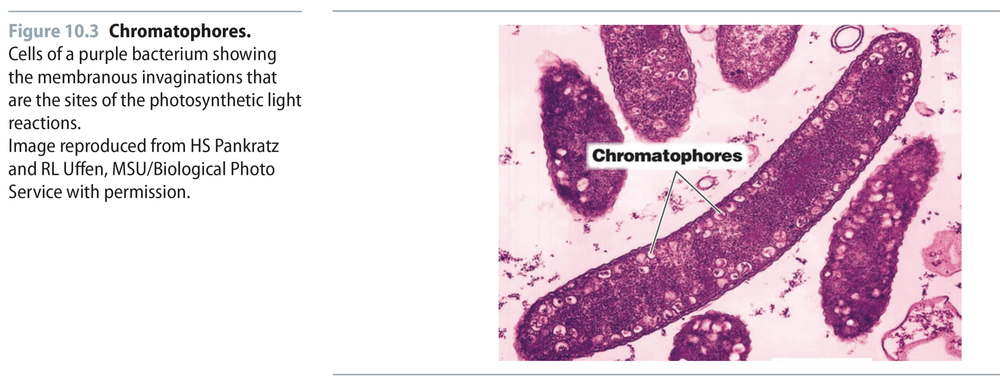 Figure 10.3 Chromatophores.
Cells of a purple bacterium showing
the membranous invaginations that
are the sites of the photosynthetic light
reactions.
Image reproduced from HS Pankratz
and RL Uffen, MSU/Biological Photo
Service with permission.
Chromatophores